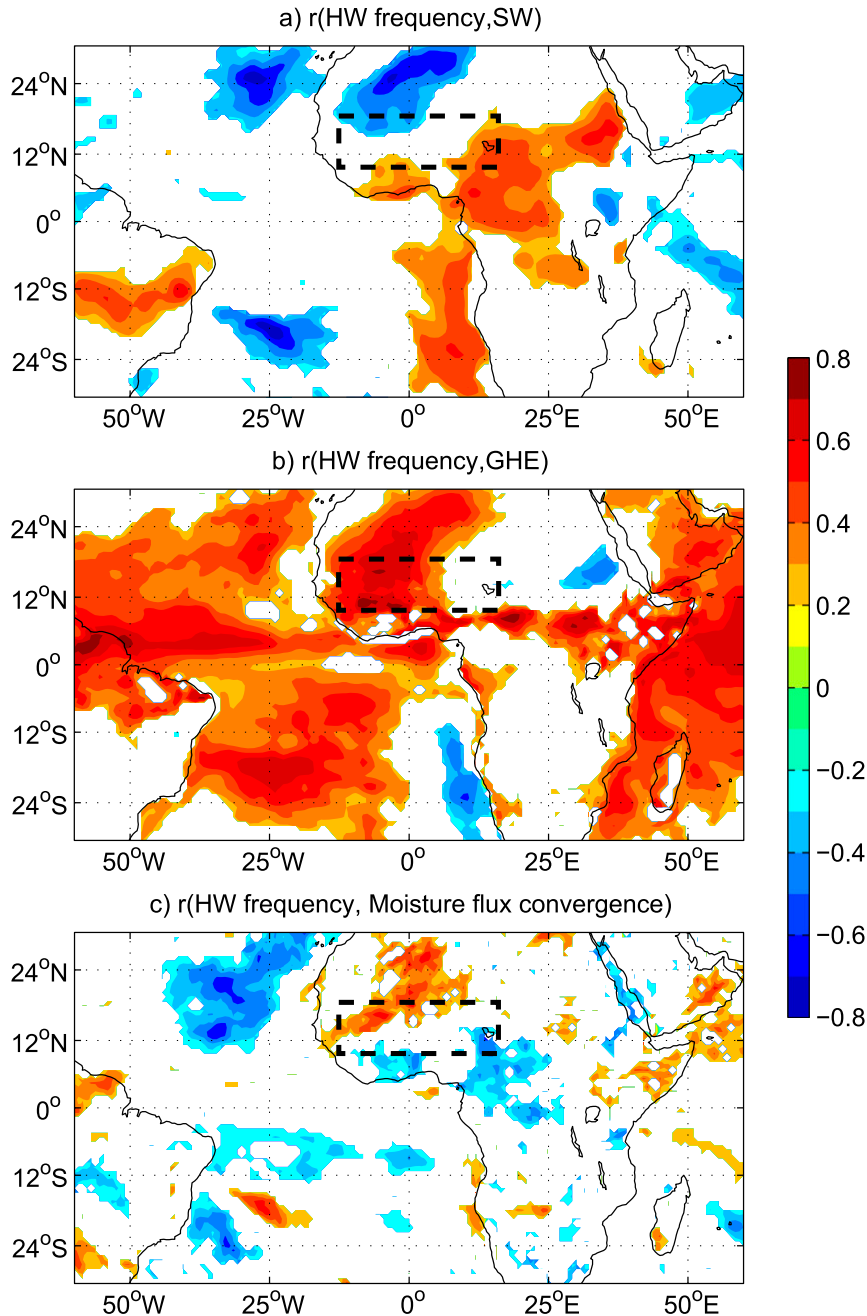 a) r(HW frequency,SW)
24°N
12°N
0°
12°S
24°S
50°W 25°W 0° 25°E 50°E
b) r(HW frequency,GHE)
24°N
12°N
0°
12°S
24°S
50°W 25°W 0° 25°E 50°E
c) r(HW frequency, Moisture flux convergence)
24°N
12°N
0°
12°S
24°S
50°W 25°W 0° 25°E 50°E
0.8
0.6
0.4
0.2
0
−0.2
−0.4
−0.6
−0.8